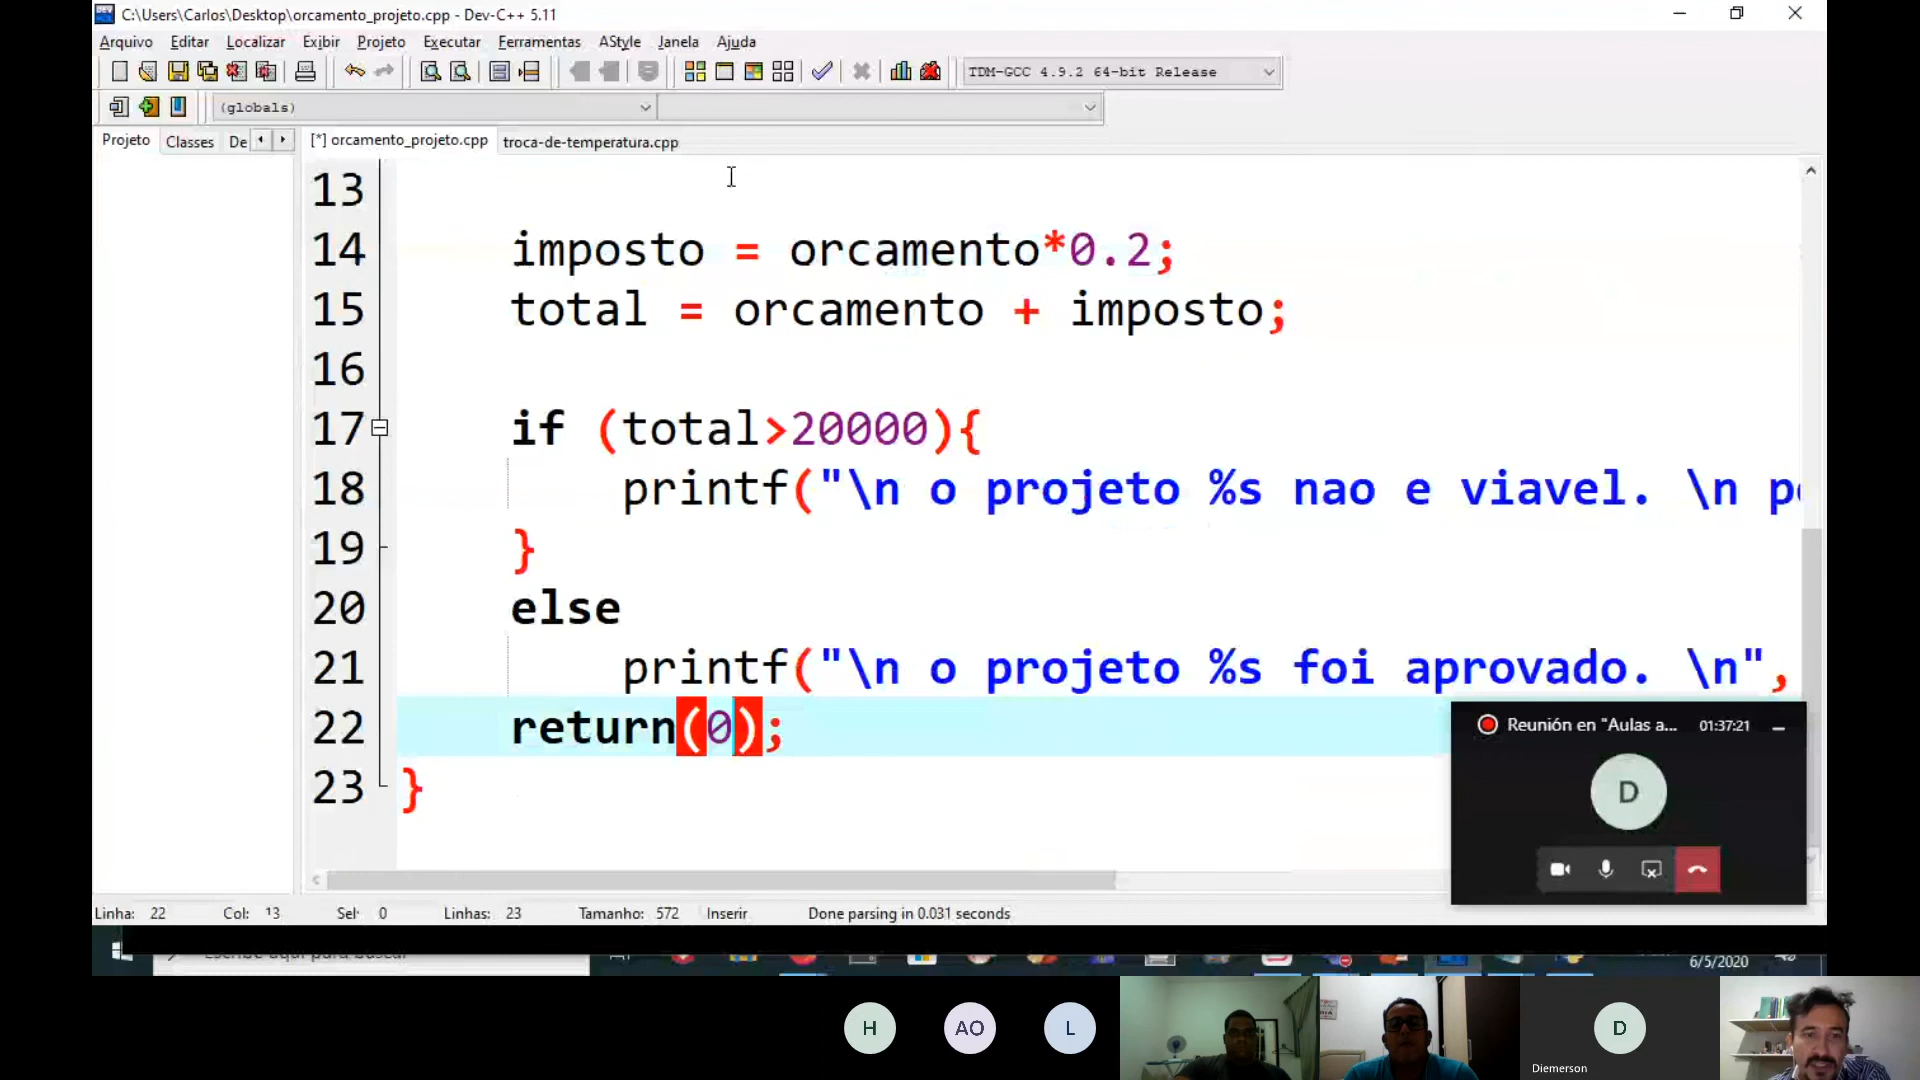 C:\Users\Carlos\Desktop\orcamento_projeto.cpp - Dev-C++ 5.11
Arquivo Editar Localizar Exibir Projeto Executar Ferramentas AStyle Janela Ajuda
TDM-GCC 4.9.2 64-bit Release
(globals)
Projeto Classes De [*] orcamento_projeto.cpp troca-de-temperatura.cpp
13
14 imposto = orcamento*0.2;
15 total = orcamento + imposto;
16
17 if (total>20000){
18 printf("\n o projeto %s nao e viavel. \n
19 }
20 else
21 printf("\n o projeto %s foi aprovado. \n",
22 return(0);
23 }
Reunión en "Aulas a... 01:37:21
D
Linha: 22 Col: 13 Sel: 0 Linhas: 23 Tamanho: 572 Inserir Done parsing in 0.031 seconds
Escribe aquí para buscar
6/5/2020
H AO L D
Diemerson